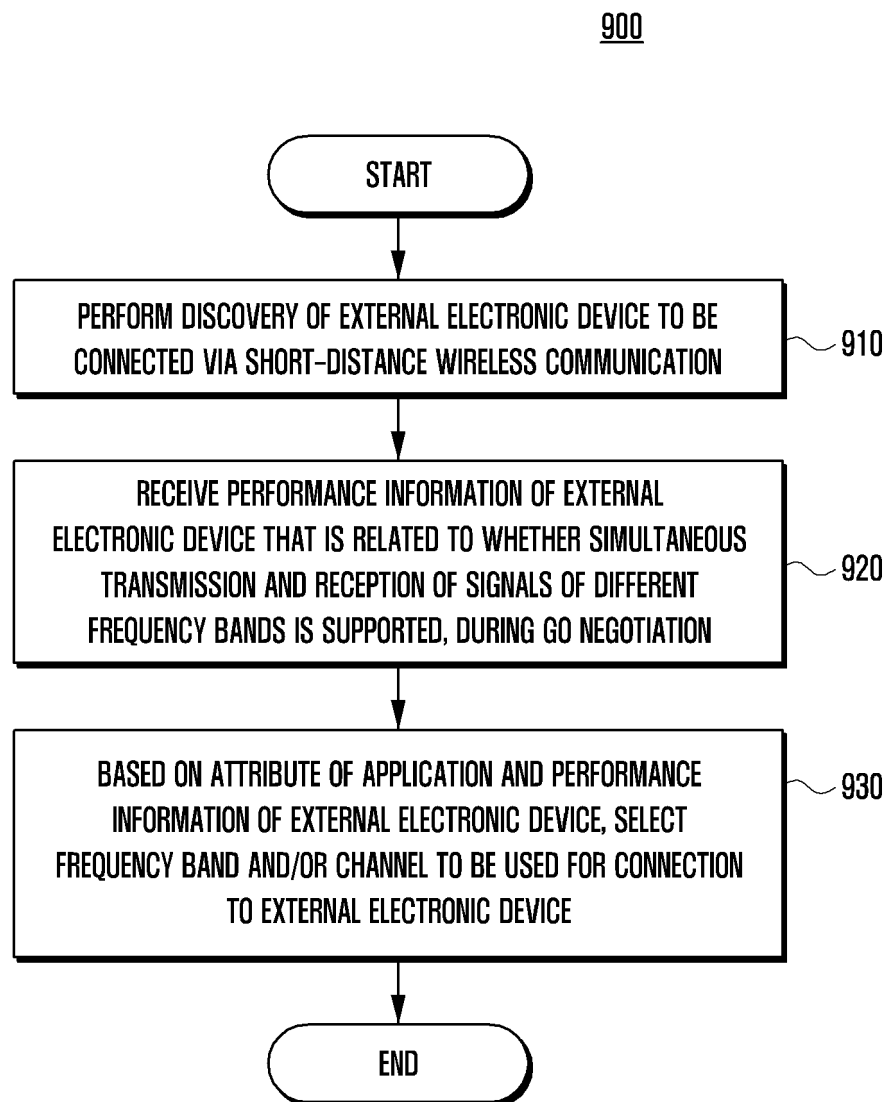 900
START
PERFORM DISCOVERY OF EXTERNAL ELECTRONIC DEVICE TO BE
CONNECTED VIA SHORT-DISTANCE WIRELESS COMMUNICATION
910
RECEIVE PERFORMANCE INFORMATION OF EXTERNAL
ELECTRONIC DEVICE THAT IS RELATED TO WHETHER SIMULTANEOUS
TRANSMISSION AND RECEPTION OF SIGNALS OF DIFFERENT
FREQUENCY BANDS IS SUPPORTED, DURING GO NEGOTIATION
920
BASED ON ATTRIBUTE OF APPLICATION AND PERFORMANCE
INFORMATION OF EXTERNAL ELECTRONIC DEVICE, SELECT
FREQUENCY BAND AND/OR CHANNEL TO BE USED FOR CONNECTION
TO EXTERNAL ELECTRONIC DEVICE
930
END